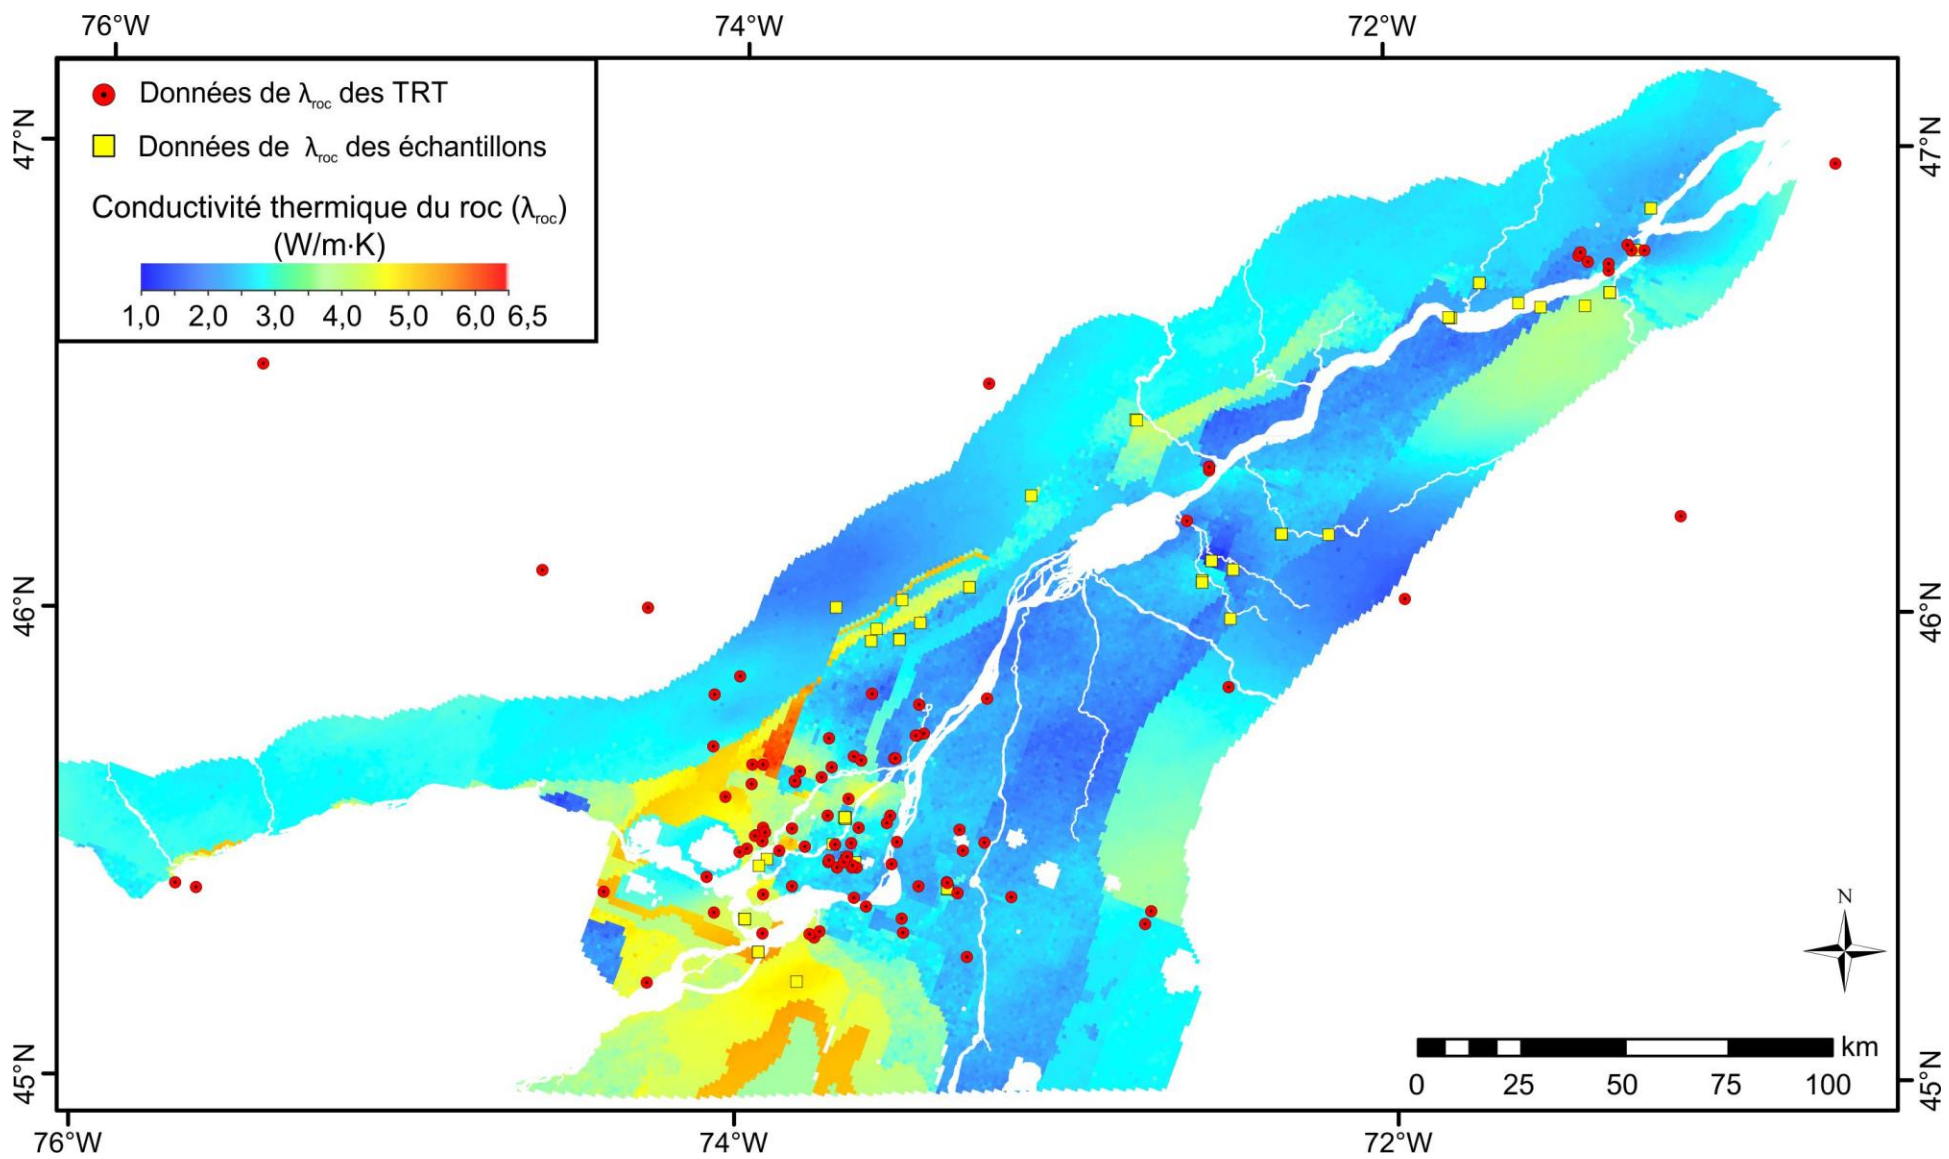 76°W 74°W 72°W
Données de λroc des TRT
Données de λroc des échantillons
Conductivité thermique du roc (λroc)
(W/m·K)
1,0 2,0 3,0 4,0 5,0 6,0 6,5
47°N 47°N
46°N 46°N
45°N 45°N
N
km
0 25 50 75 100
76°W 74°W 72°W